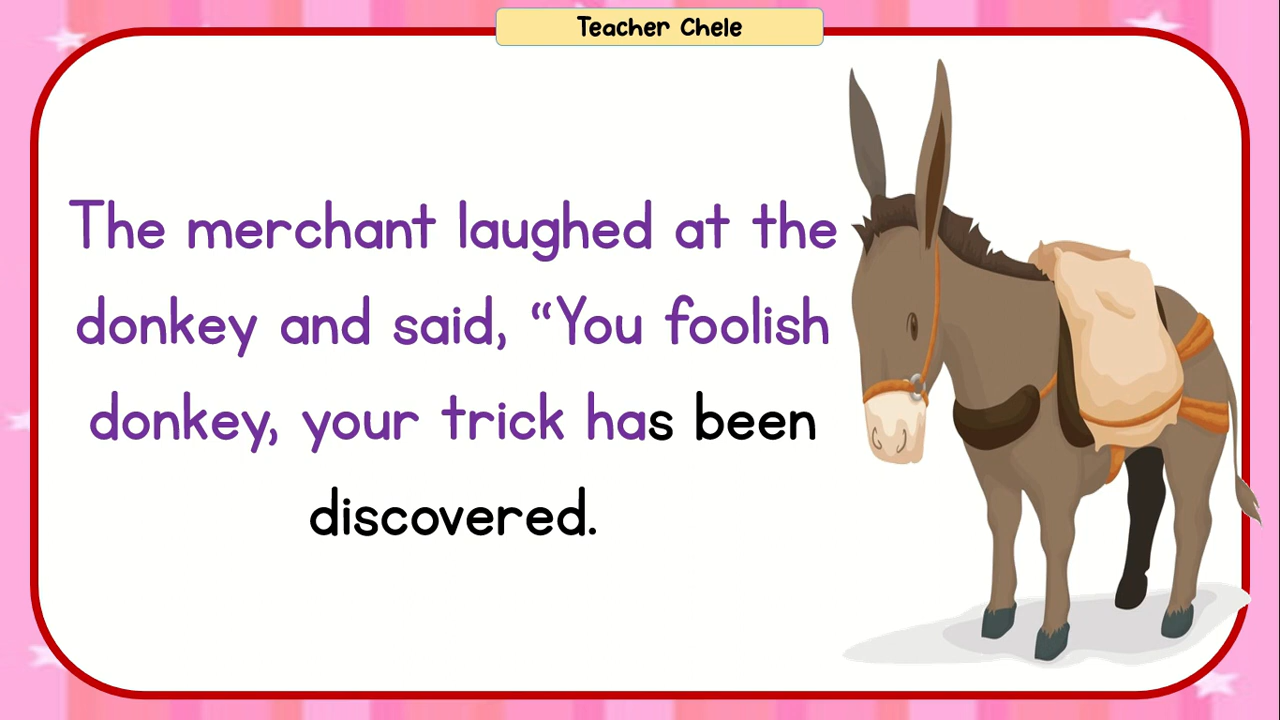 Teacher Chele
The merchant laughed at the
donkey and said, “You foolish
donkey, your trick has been
discovered.